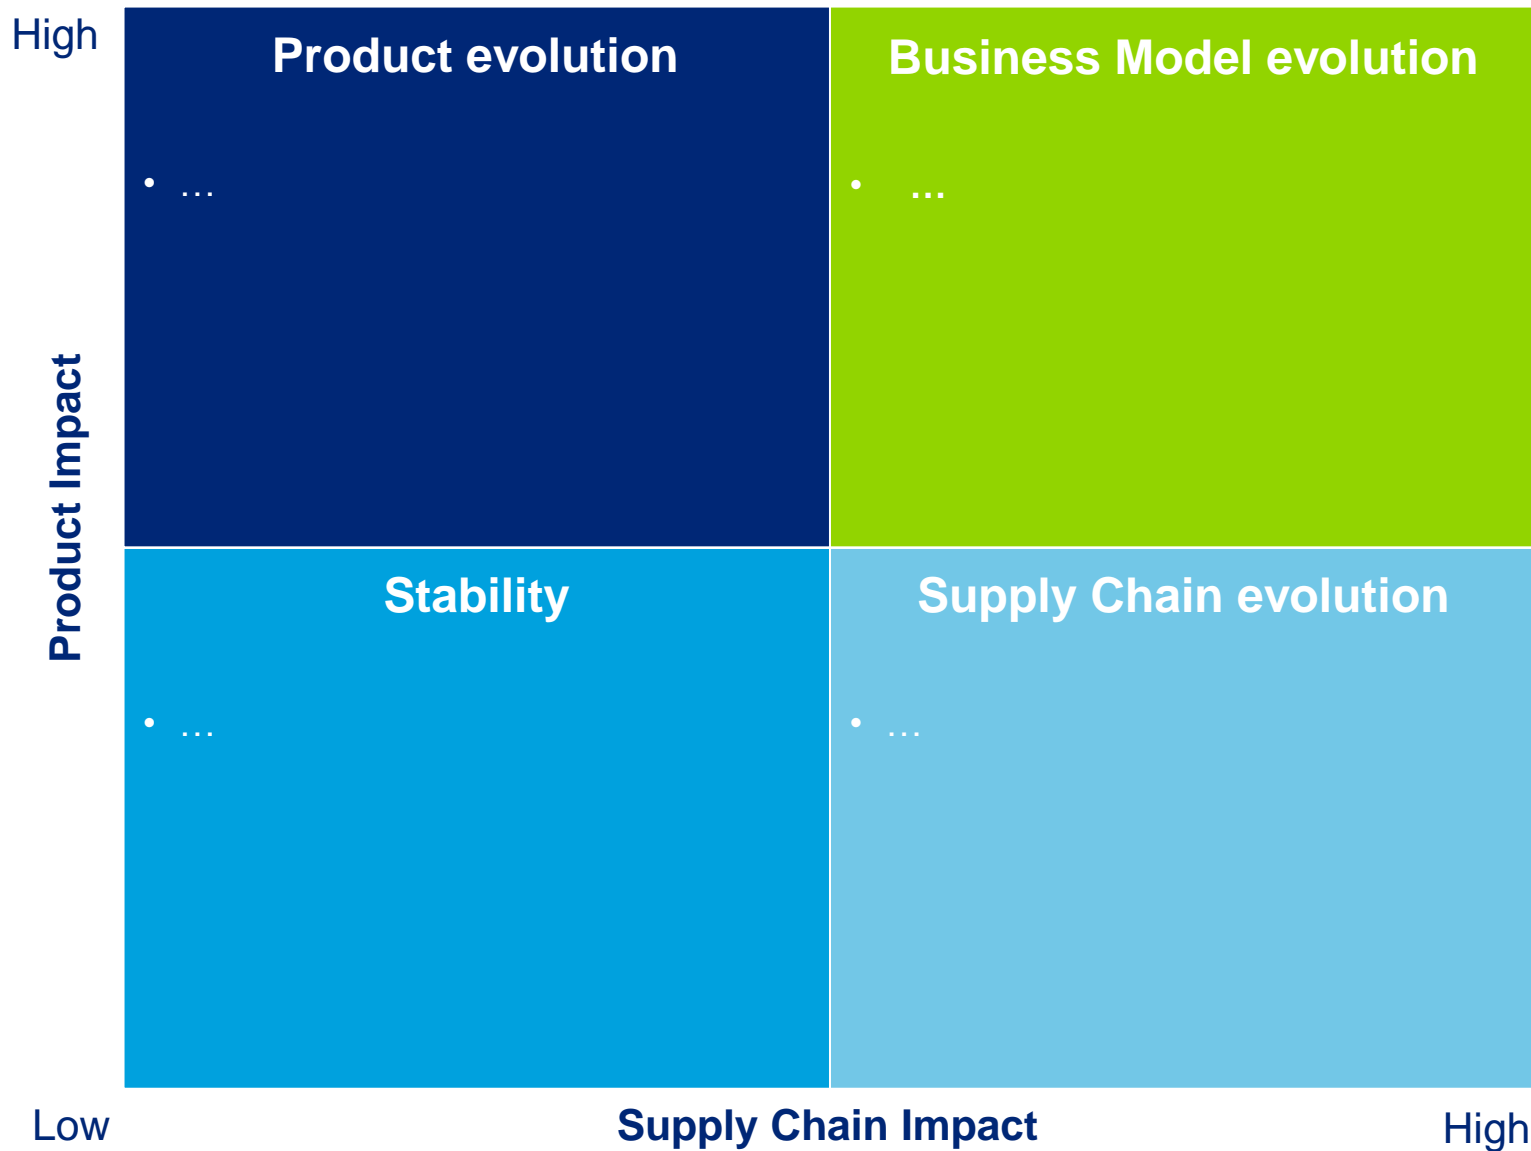 High
Product evolution
Business Model evolution
• …
• …
Product Impact
Stability
Supply Chain evolution
• …
• …
Low
Supply Chain Impact
High